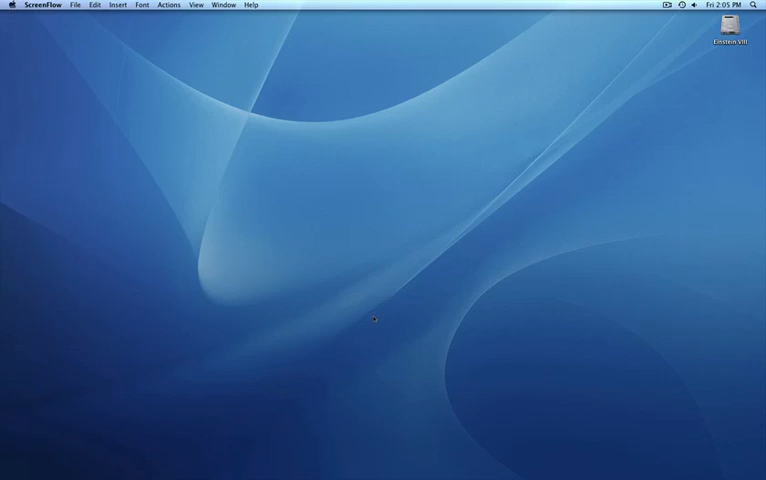 ScreenFlow File Edit Insert Font Actions View Window Help Fri 2:05 PM
Einstein VIII